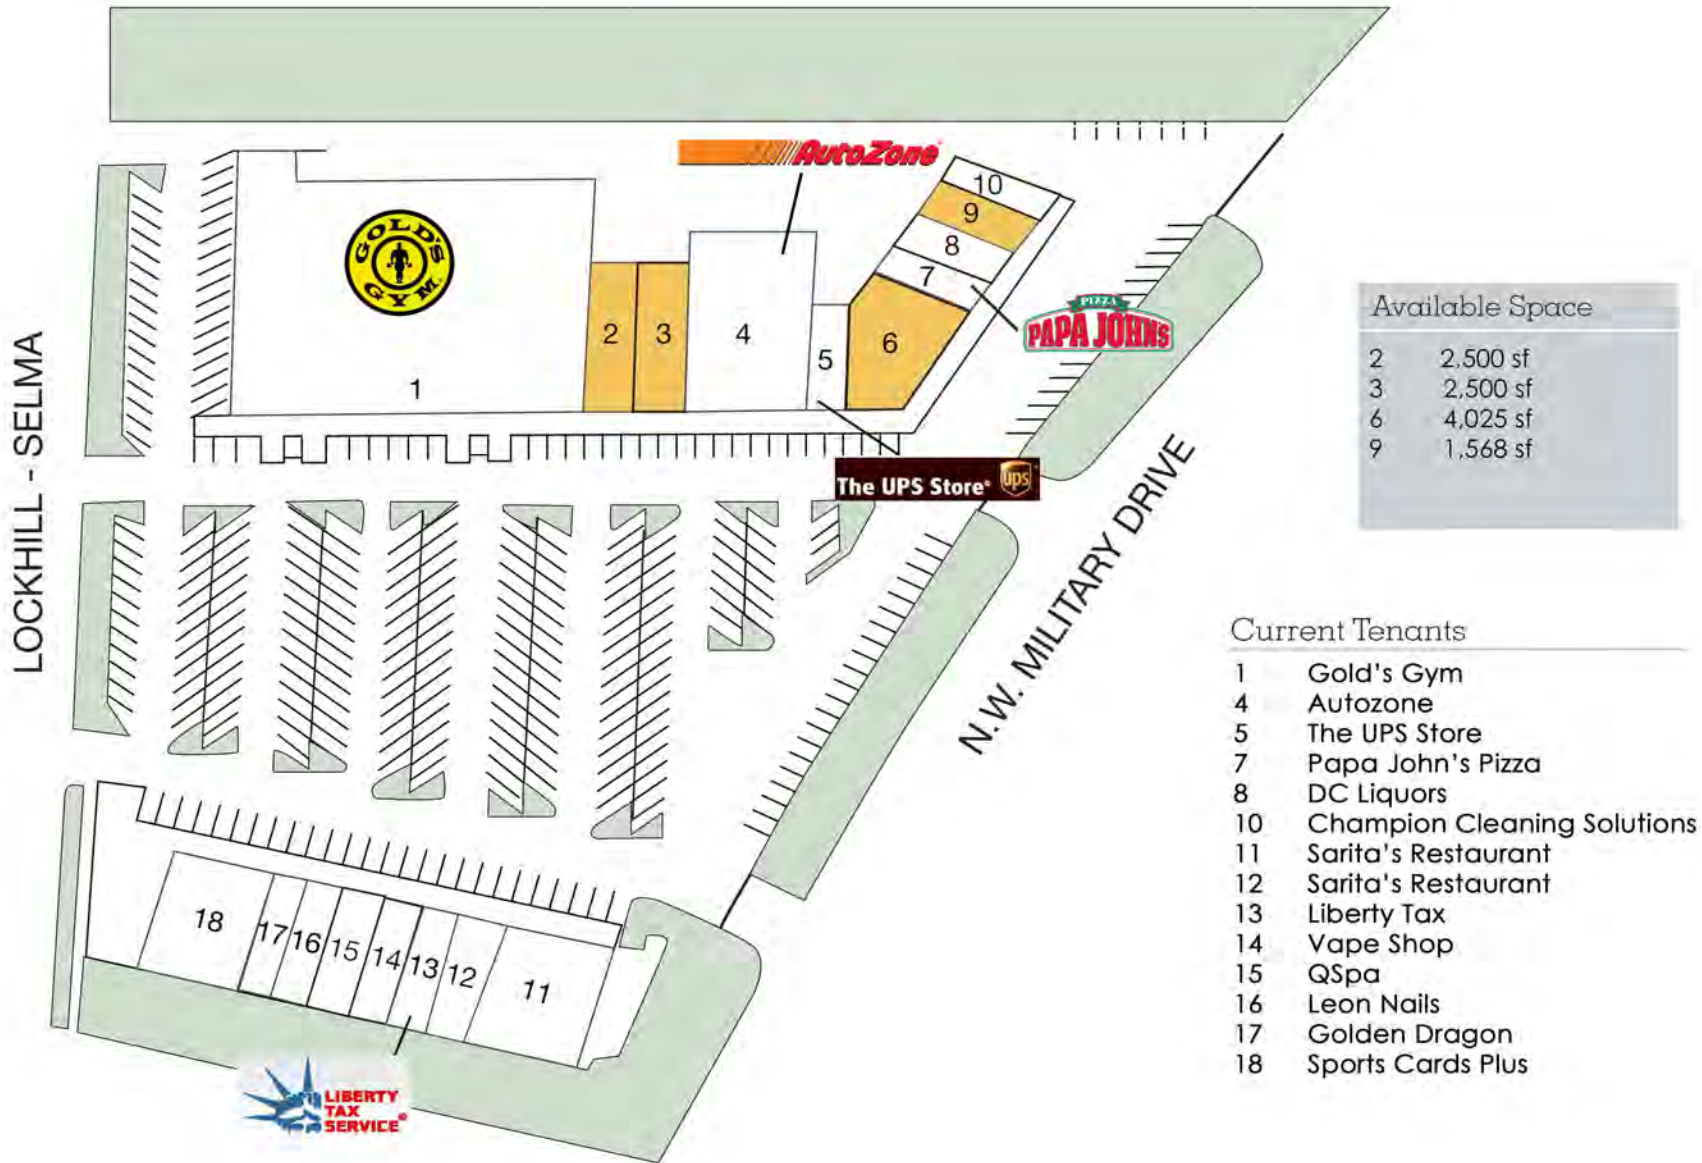 AutoZone
GOLD'S
GYM.
10
9
8
7
PIZZA
PAPA JOHNS
2
3
4
5
6
1
The UPS Store® ups
LOCKHILL - SELMA
N.W. MILITARY DRIVE
18
17
16
15
14
13
12
11
LIBERTY
TAX
SERVICE®
Available Space
2 2,500 sf
3 2,500 sf
6 4,025 sf
9 1,568 sf
Current Tenants
1 Gold's Gym
4 Autozone
5 The UPS Store
7 Papa John's Pizza
8 DC Liquors
10 Champion Cleaning Solutions
11 Sarita's Restaurant
12 Sarita's Restaurant
13 Liberty Tax
14 Vape Shop
15 QSpa
16 Leon Nails
17 Golden Dragon
18 Sports Cards Plus